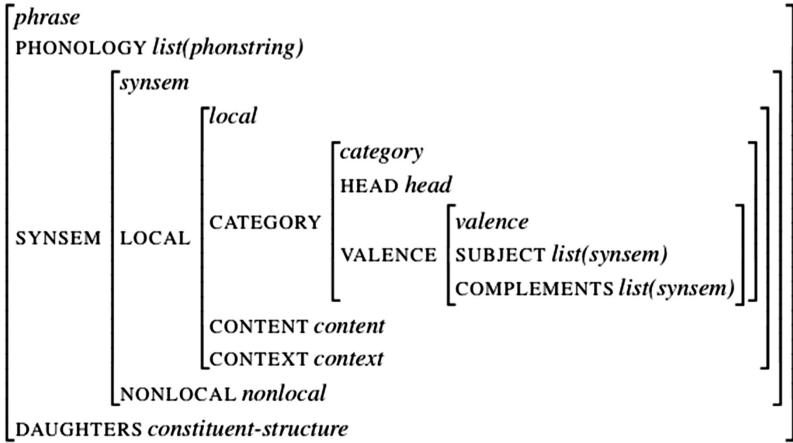 phrase
PHONOLOGY list(phonstring)
synsem
local
category
HEAD head
valence
CATEGORY
SYNSEM
LOCAL
VALENCE
SUBJECT list(synsem)
COMPLEMENTS list(synsem)
CONTENT content
CONTEXT context
NONLOCAL nonlocal
DAUGHTERS constituent-structure